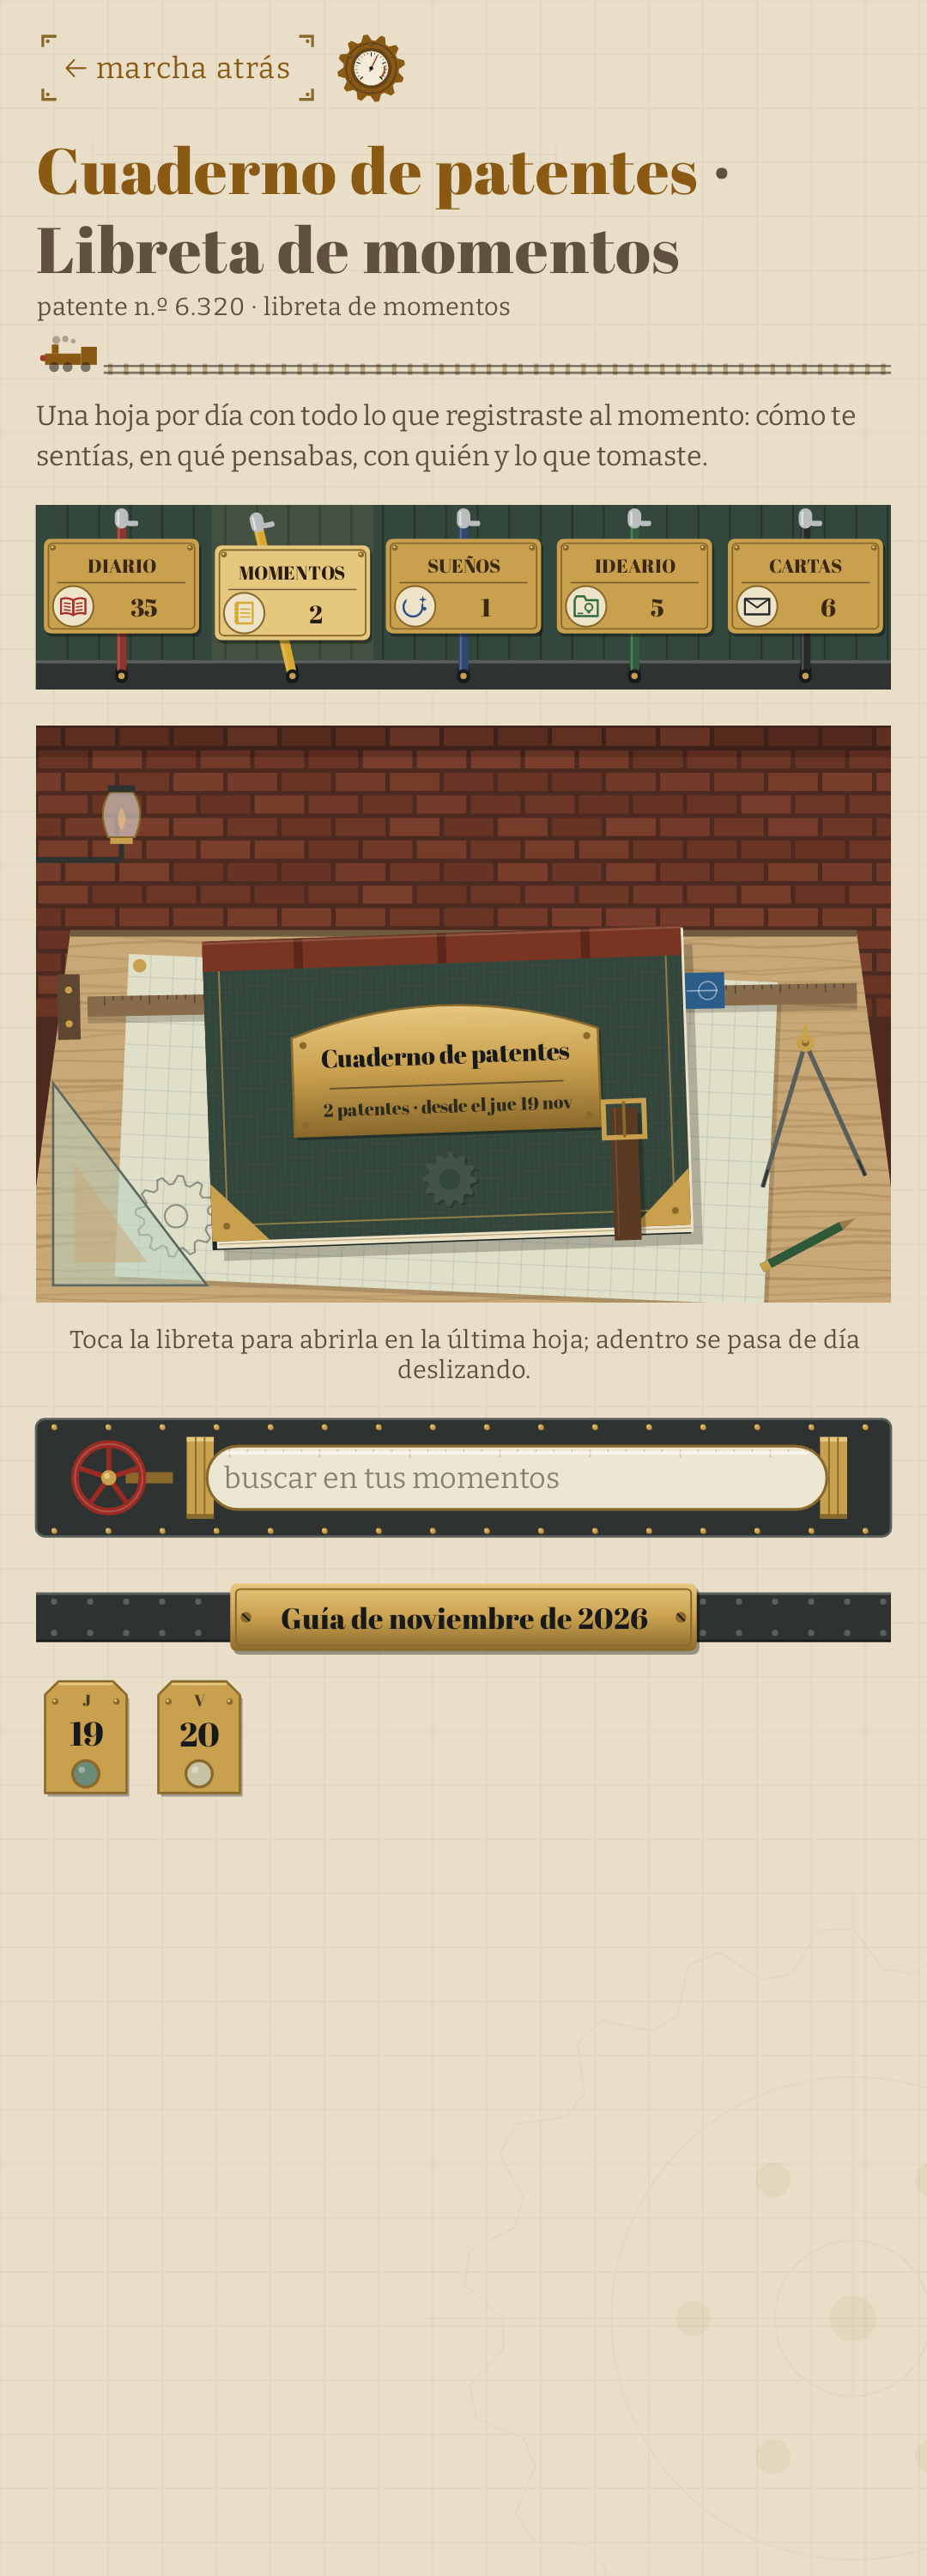 ← marcha atrás
Cuaderno de patentes ·
Libreta de momentos
patente n.º 6.320 · libreta de momentos
Una hoja por día con todo lo que registraste al momento: cómo te
sentías, en qué pensabas, con quién y lo que tomaste.
DIARIO
35
MOMENTOS
2
SUEÑOS
1
IDEARIO
5
CARTAS
6
Cuaderno de patentes
2 patentes · desde el jue 19 nov
Toca la libreta para abrirla en la última hoja; adentro se pasa de día
deslizando.
buscar en tus momentos
Guía de noviembre de 2026
J
19
V
20